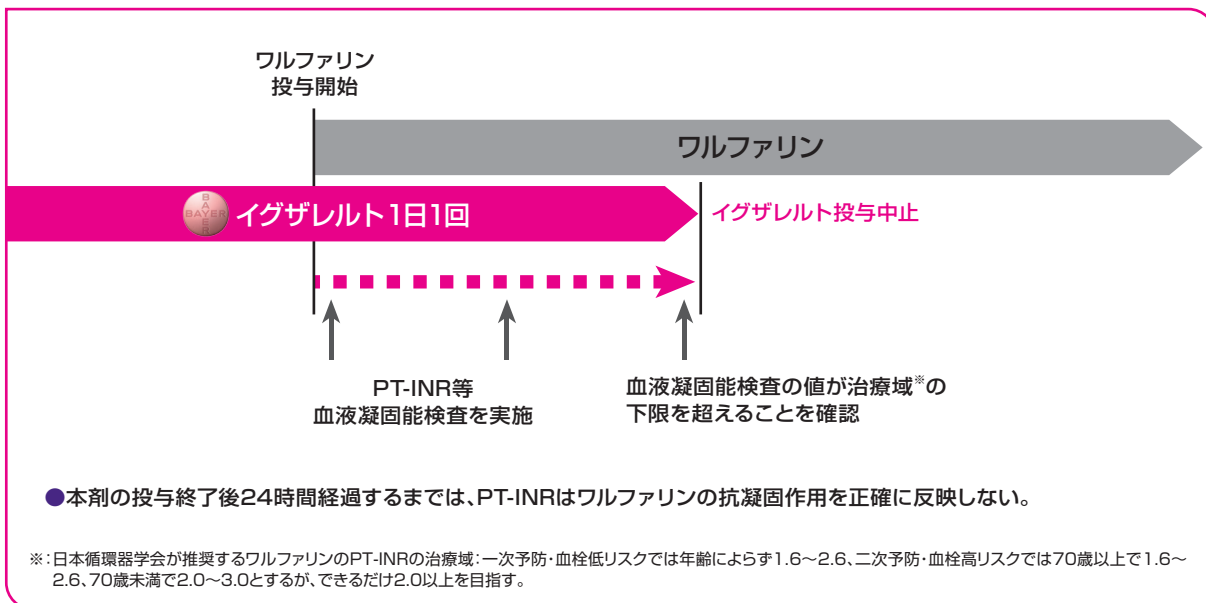 ワルファリン
投与開始
ワルファリン
BAYER
BAYER
イグザレルト1日1回
イグザレルト投与中止
PT-INR等
血液凝固能検査を実施
血液凝固能検査の値が治療域※の
下限を超えることを確認
●本剤の投与終了後24時間経過するまでは、PT-INRはワルファリンの抗凝固作用を正確に反映しない。
※：日本循環器学会が推奨するワルファリンのPT-INRの治療域：一次予防・血栓低リスクでは年齢によらず1.6〜2.6、二次予防・血栓高リスクでは70歳以上で1.6〜
2.6、70歳未満で2.0〜3.0とするが、できるだけ2.0以上を目指す。